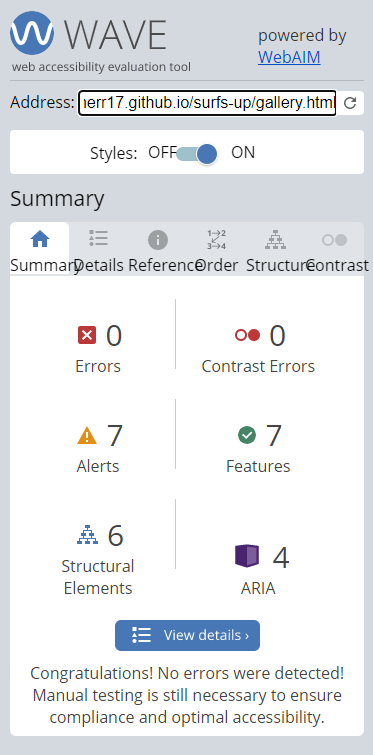 WAVE
web accessibility evaluation tool
powered by
WebAIM
Address: herr17.github.io/surfs-up/gallery.html
Styles: OFF ON
Summary
Summary Details Reference Order Structure Contrast
0 Errors
0 Contrast Errors
7 Alerts
7 Features
6 Structural
Elements
4 ARIA
View details ›
Congratulations! No errors were detected!
Manual testing is still necessary to ensure
compliance and optimal accessibility.